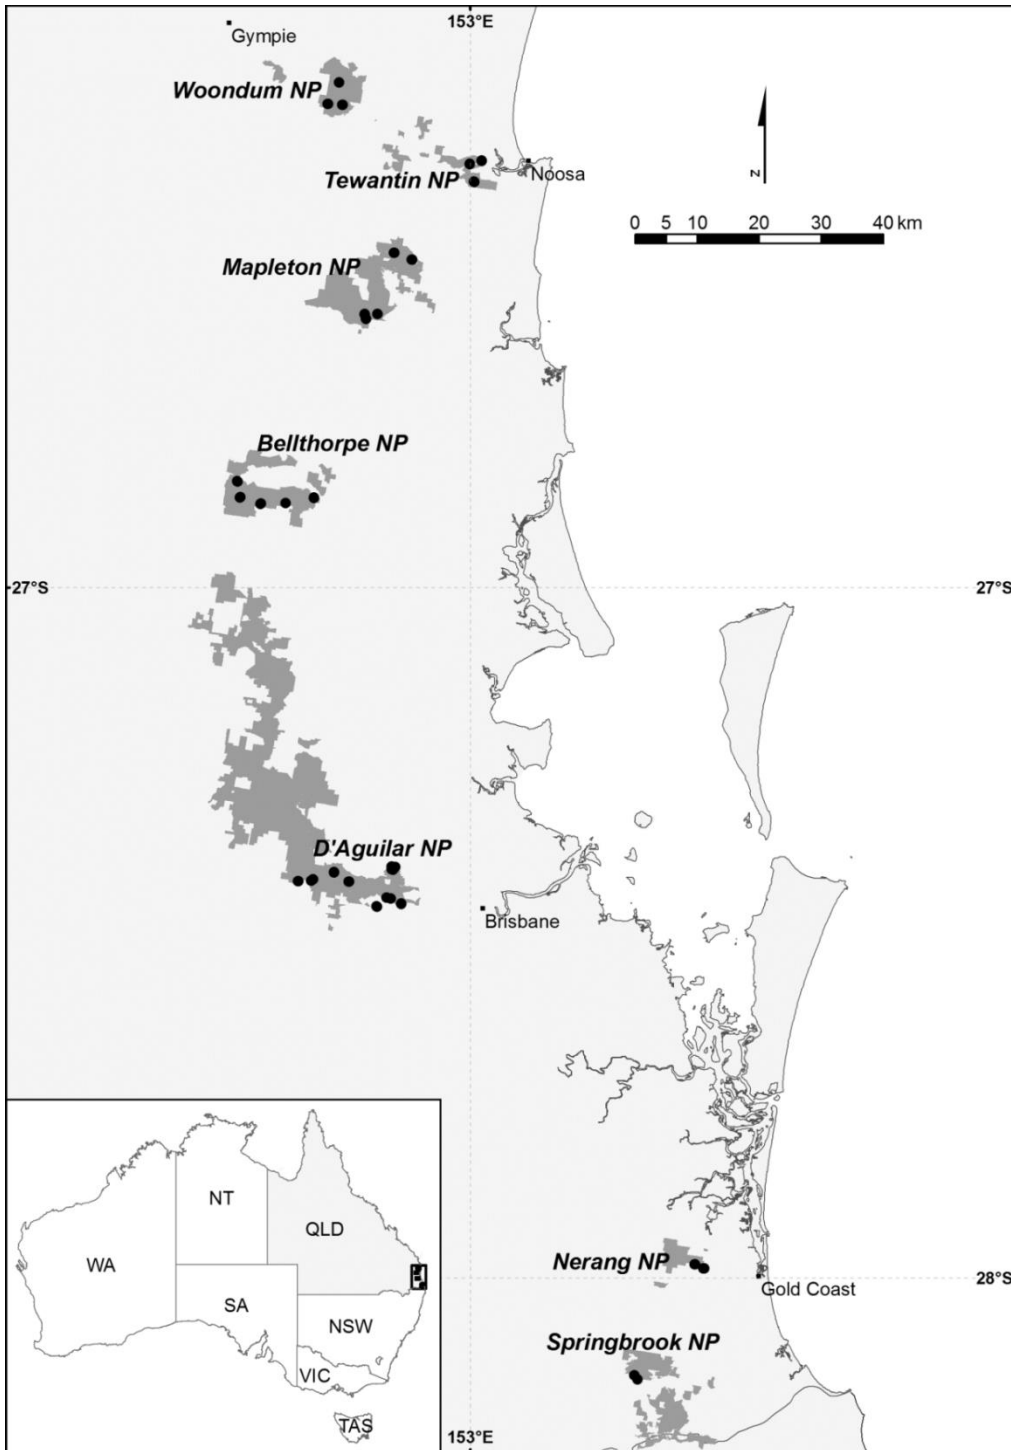 153°E
Gympie
Woondum NP
Tewantin NP
Noosa
z
0 5 10 20 30 40 km
Mapleton NP
Bellthorpe NP
27°S
27°S
D'Aguilar NP
Brisbane
NT
QLD
WA
SA
NSW
VIC
TAS
Nerang NP
28°S
Gold Coast
Springbrook NP
153°E